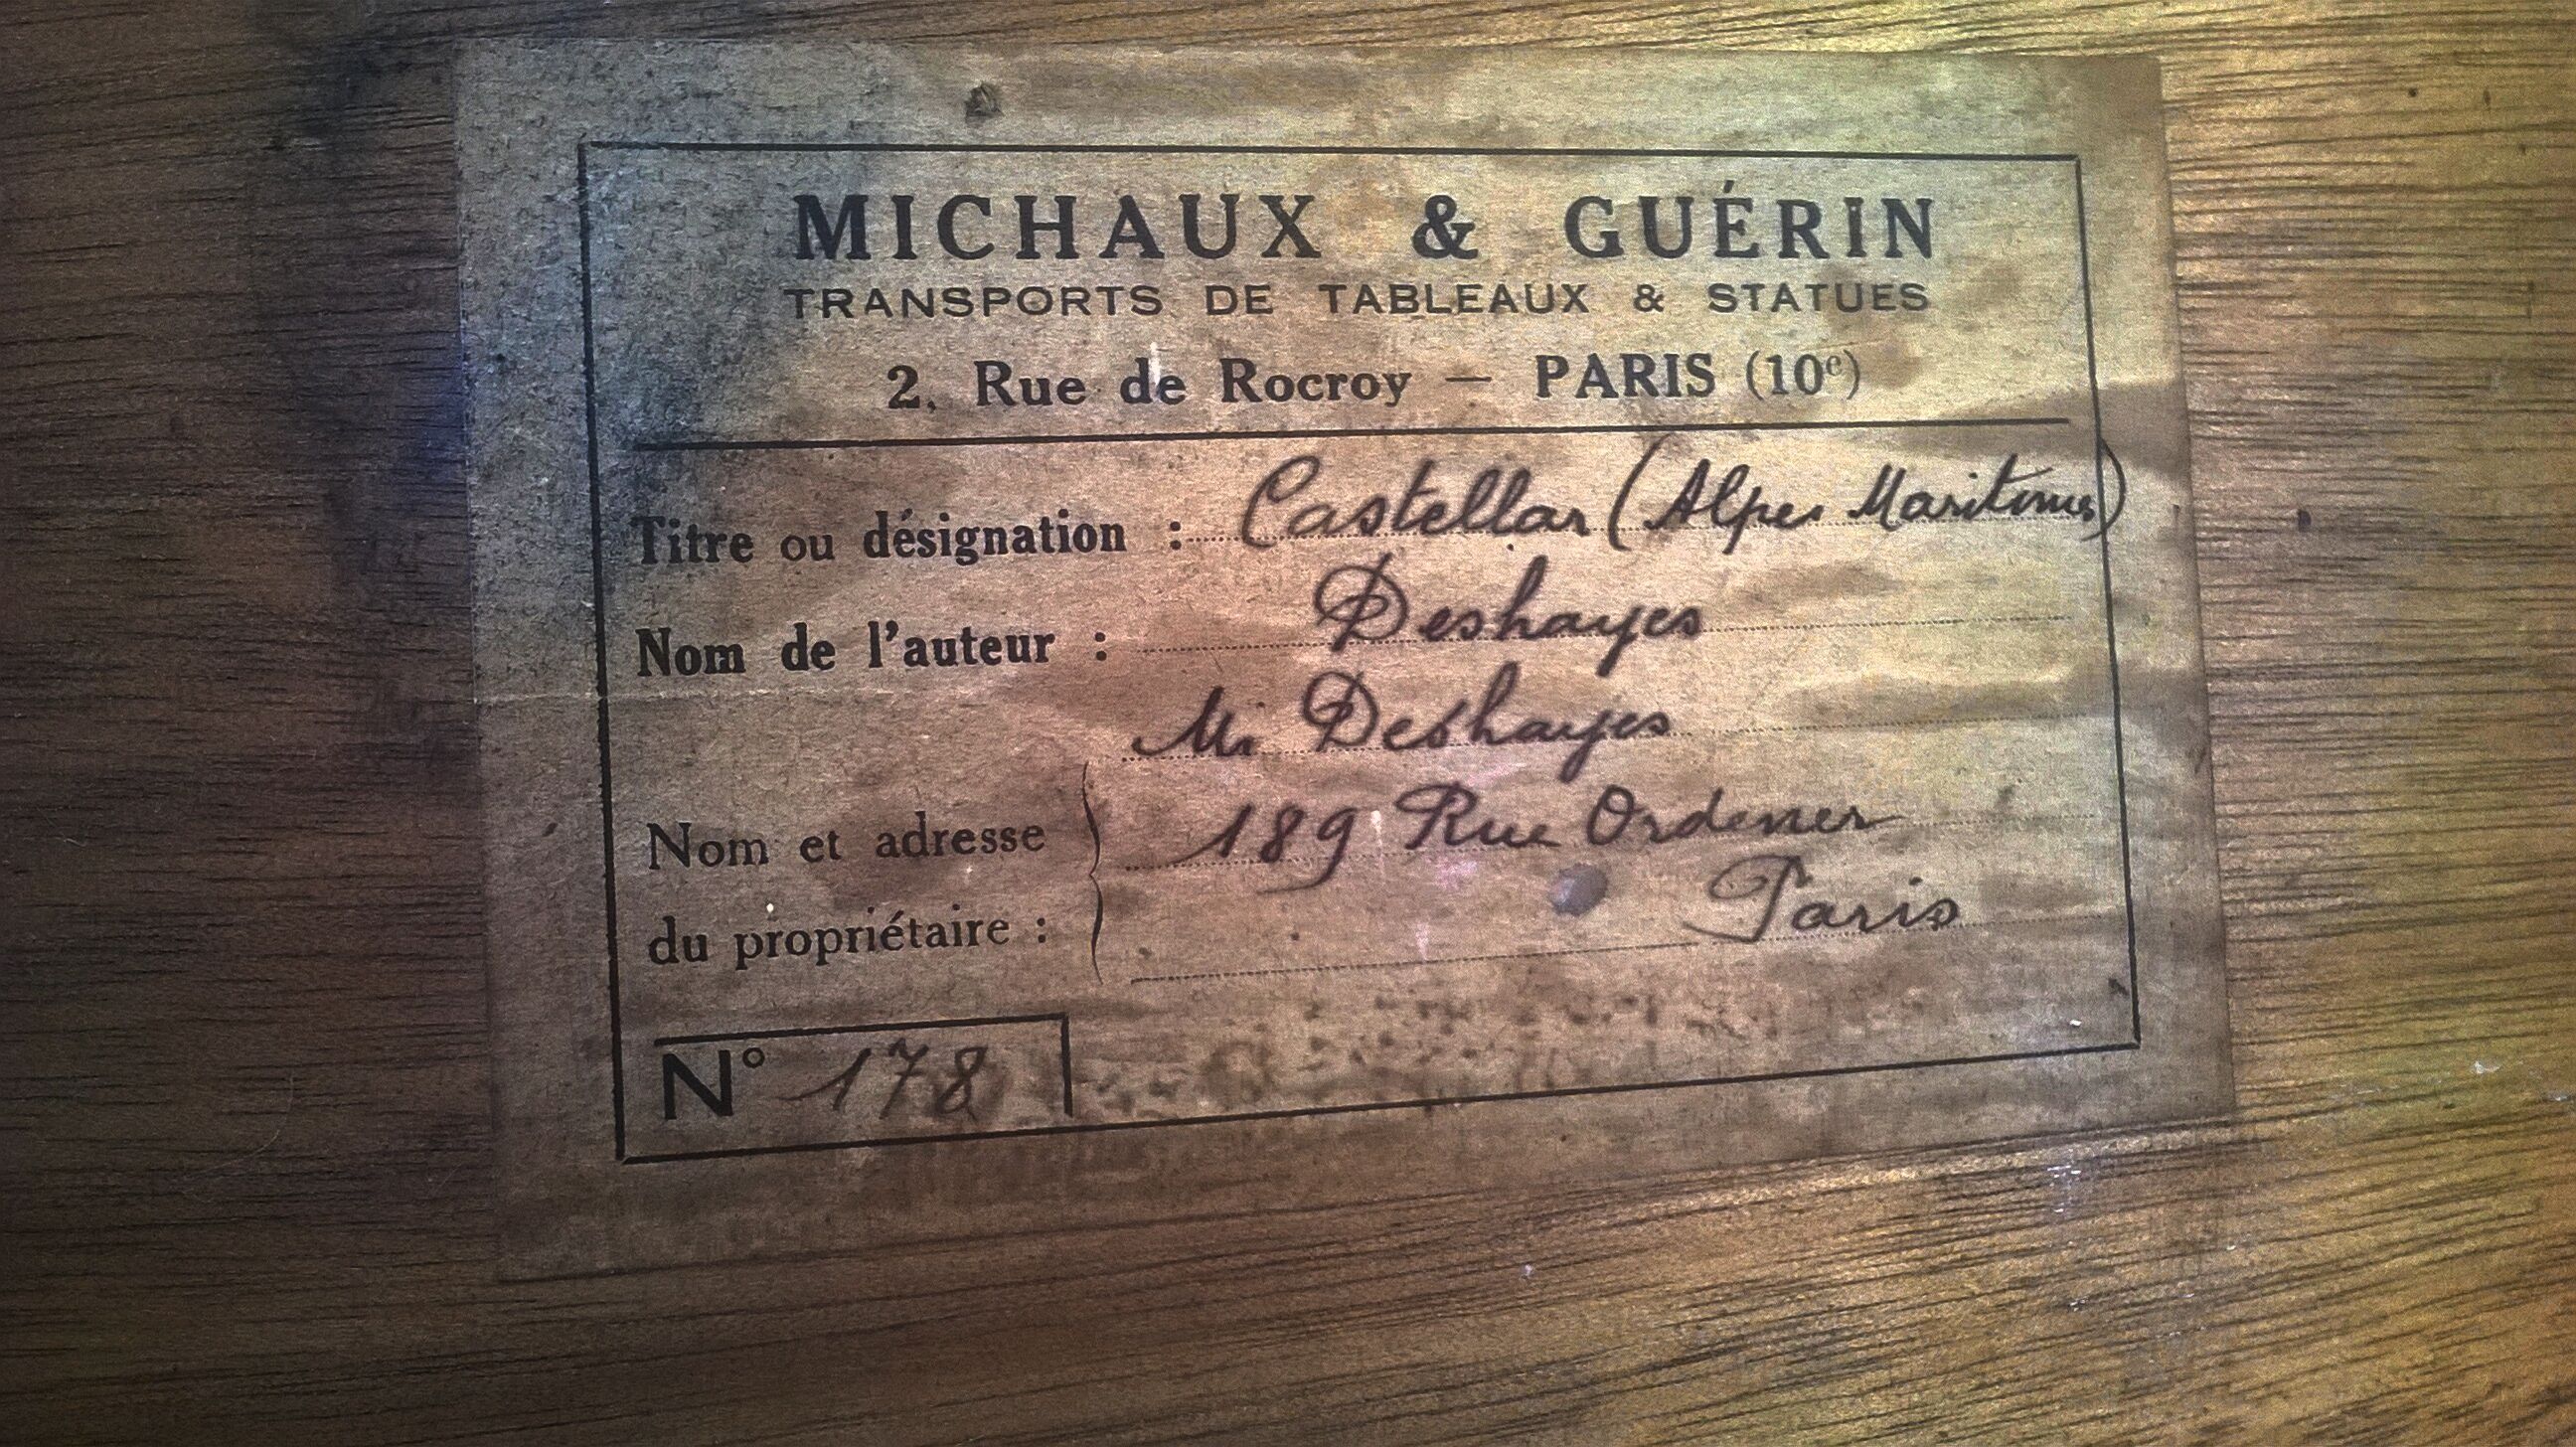 MICHAUX & GUÉRIN
TRANSPORTS DE TABLEAUX & STATUES
2, Rue de Rocroy — PARIS (10e)
Titre ou désignation : Castellar (Alpes Maritimes)
Nom de l'auteur : Deshayes
Mr Deshayes
Nom et adresse 189 Rue Ordener
du propriétaire : Paris
N° 178